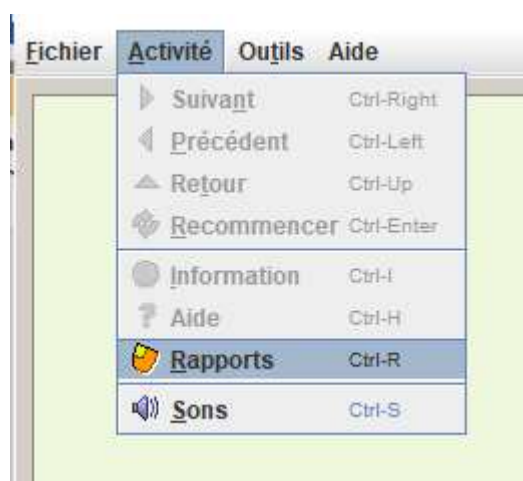 Fichier Activité Outils Aide
Suivant Ctrl-Right
Précédent Ctrl-Left
Retour Ctrl-Up
Recommencer Ctrl-Enter
Information Ctrl-I
Aide Ctrl-H
Rapports Ctrl-R
Sons Ctrl-S